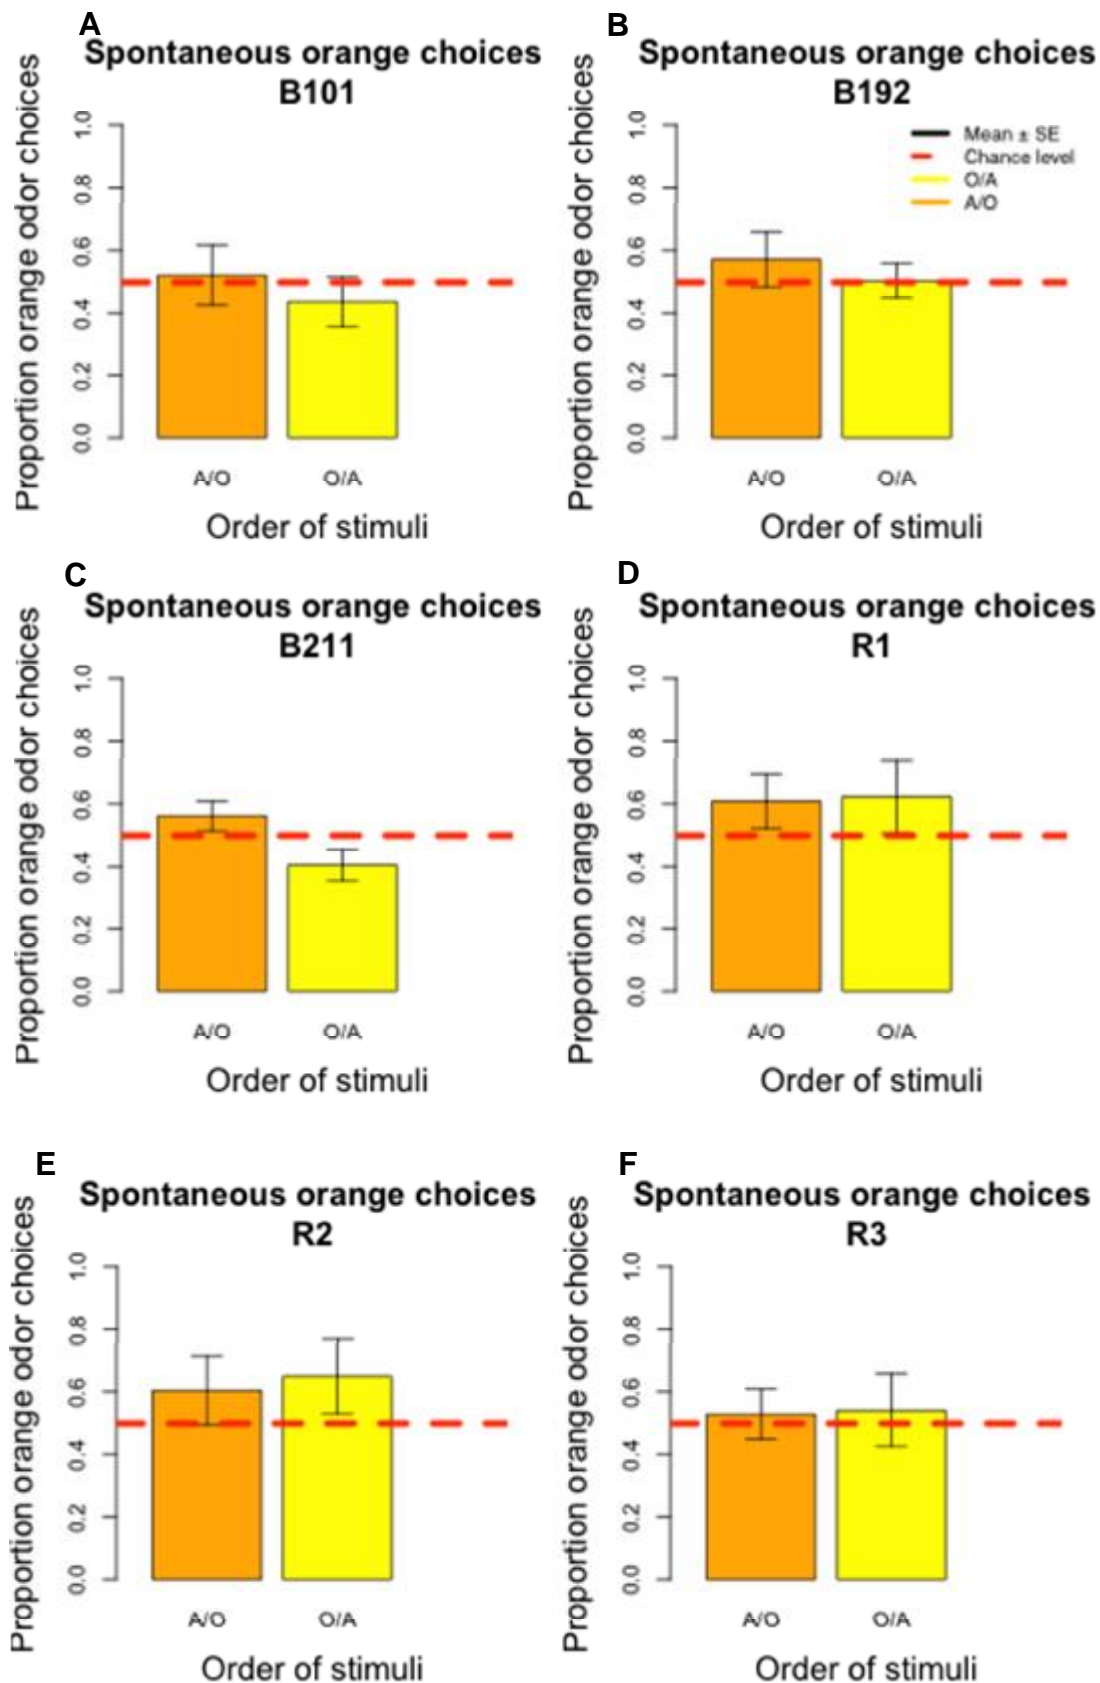 A
Spontaneous orange choices
B101
Proportion orange odor choices
1.0
0.8
0.6
0.4
0.2
0.0
A/O
O/A
Order of stimuli
B
Spontaneous orange choices
B192
Proportion orange odor choices
1.0
0.8
0.6
0.4
0.2
0.0
Mean ± SE
Chance level
O/A
A/O
A/O
O/A
Order of stimuli
C
Spontaneous orange choices
B211
Proportion orange odor choices
1.0
0.8
0.6
0.4
0.2
0.0
A/O
O/A
Order of stimuli
D
Spontaneous orange choices
R1
Proportion orange odor choices
1.0
0.8
0.6
0.4
0.2
0.0
A/O
O/A
Order of stimuli
E
Spontaneous orange choices
R2
Proportion orange odor choices
1.0
0.8
0.6
0.4
0.2
0.0
A/O
O/A
Order of stimuli
F
Spontaneous orange choices
R3
Proportion orange odor choices
1.0
0.8
0.6
0.4
0.2
0.0
A/O
O/A
Order of stimuli